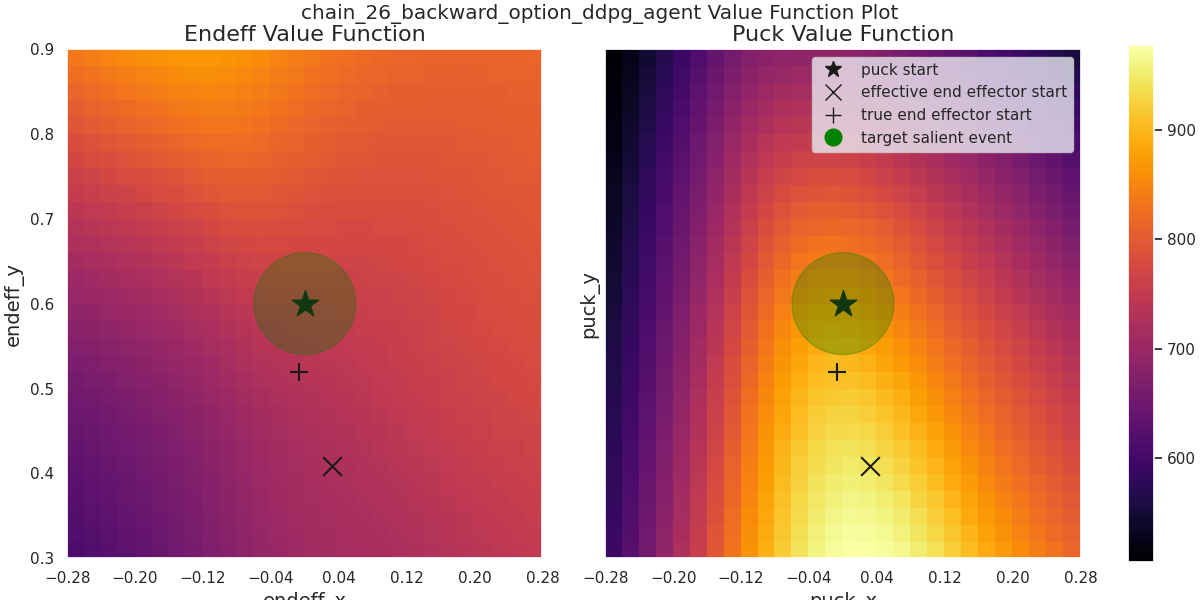 chain_26_backward_option_ddpg_agent Value Function Plot
Endeff Value Function
Puck Value Function
puck start
effective end effector start
true end effector start
target salient event
endeff_y
0.9
0.8
0.7
0.6
0.5
0.4
0.3
puck_y
900
800
700
600
−0.28 −0.20 −0.12 −0.04 0.04 0.12 0.20 0.28
−0.28 −0.20 −0.12 −0.04 0.04 0.12 0.20 0.28
endeff_x
puck_x